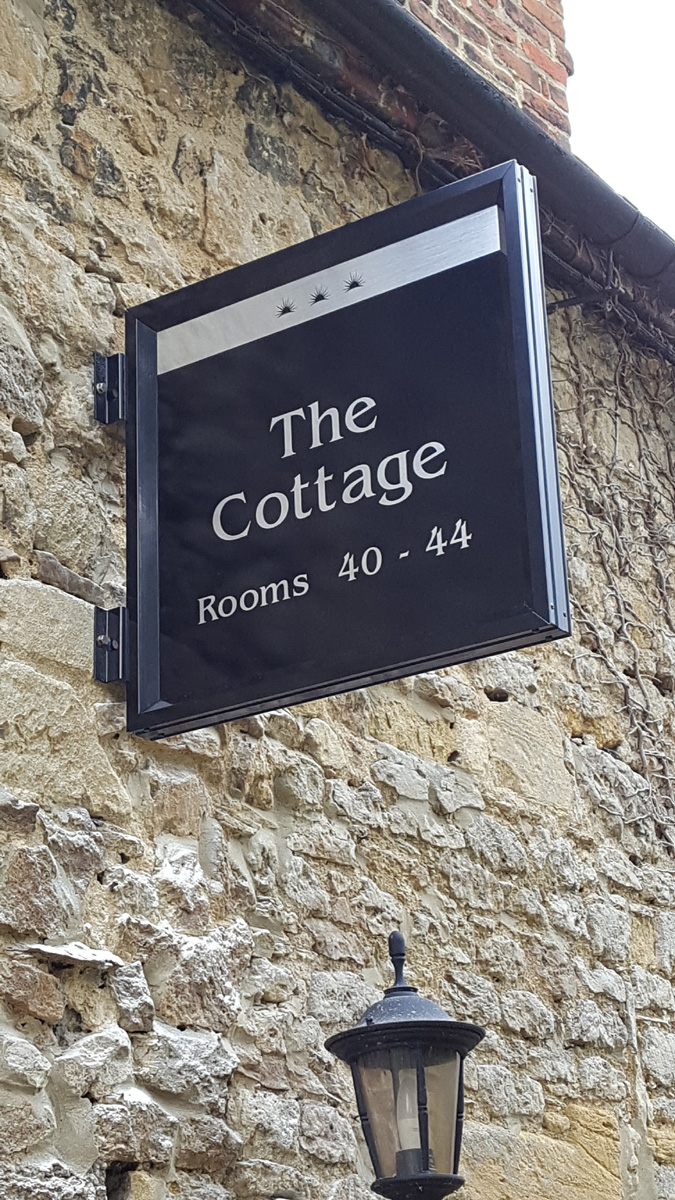 The
Cottage
Rooms 40 - 44